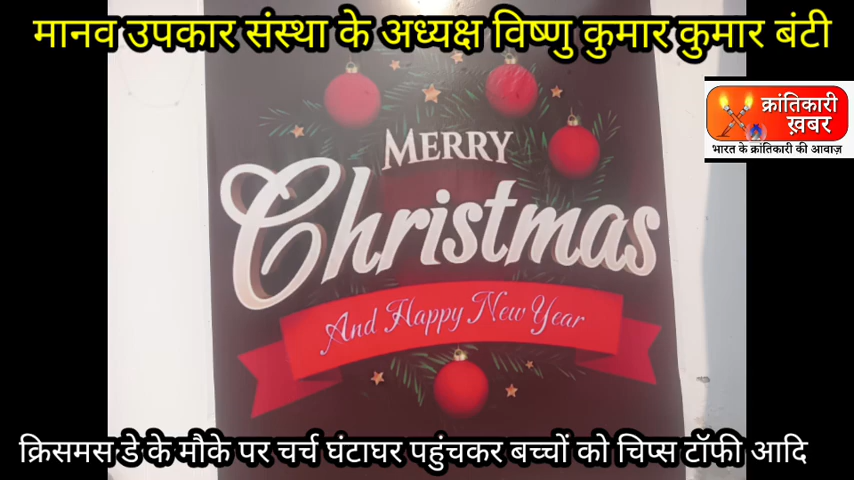 मानव उपकार संस्था के अध्यक्ष विष्णु कुमार कुमार बंटी
क्रांतिकारी
ख़बर
भारत के क्रांतिकारी की आवाज़
MERRY
Christmas
And Happy New Year
क्रिसमस डे के मौके पर चर्च घंटाघर पहुंचकर बच्चों को चिप्स टॉफी आदि